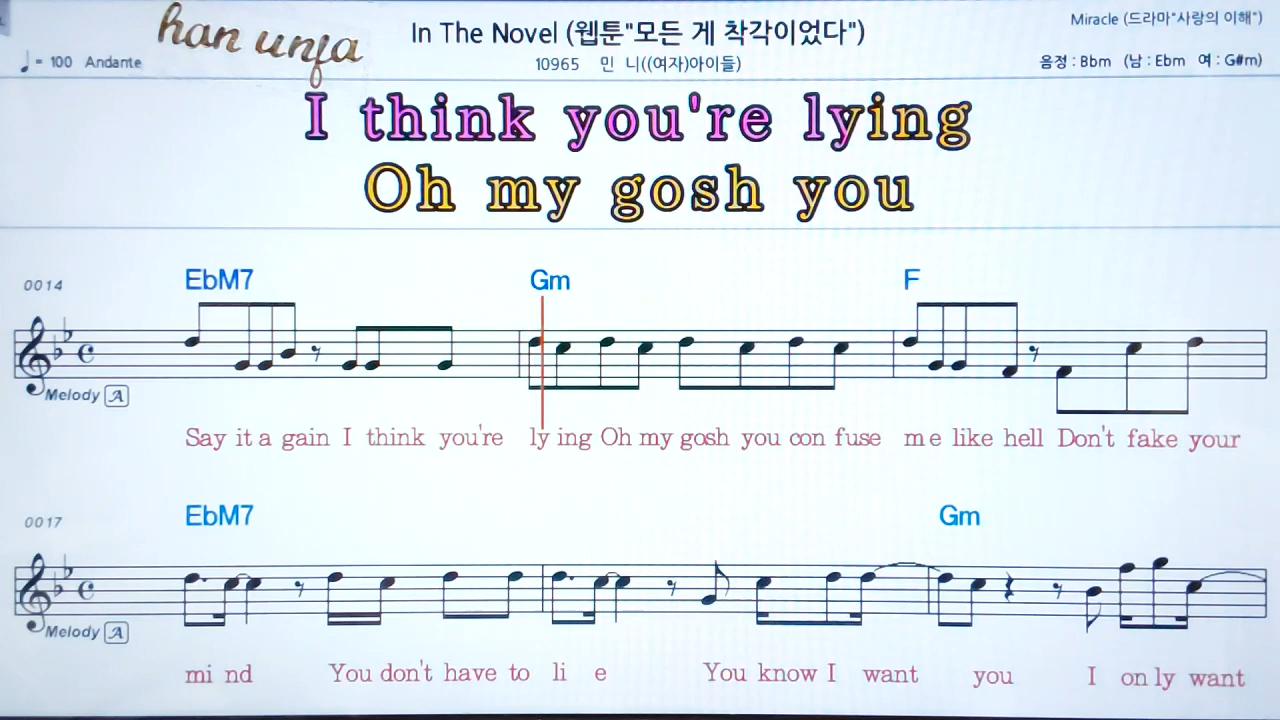 han unja
In The Novel (웹툰"모든 게 착각이었다")
Miracle (드라마"사랑의 이해")
♩= 100 Andante
10965 민 니((여자)아이들)
음정 : Bbm (남 : Ebm 여 : G#m)
I think you're lying
Oh my gosh you
0014 EbM7 Gm F
Melody A
Say it a gain I think you're ly ing Oh my gosh you con fuse me like hell Don't fake your
0017 EbM7 Gm
Melody A
mi nd You don't have to li e You know I want you I on ly want